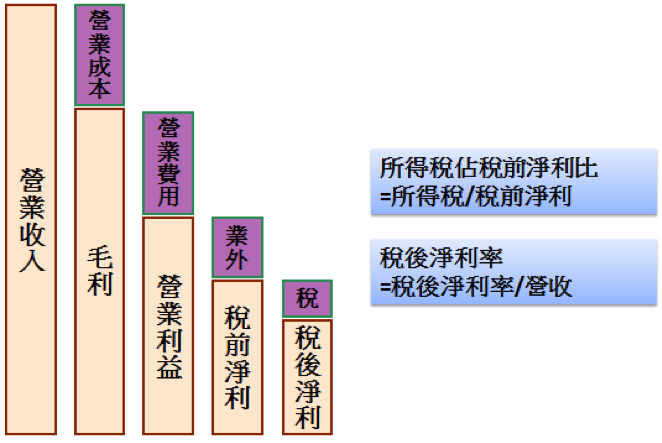 營業收入
營業成本
毛利
營業費用
營業利益
業外
稅前淨利
稅
稅後淨利
所得稅佔稅前淨利比
=所得稅/稅前淨利
稅後淨利率
=稅後淨利率/營收